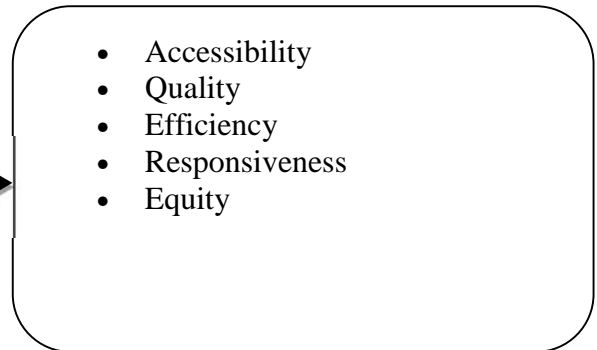 • Accessibility
• Quality
• Efficiency
• Responsiveness
• Equity